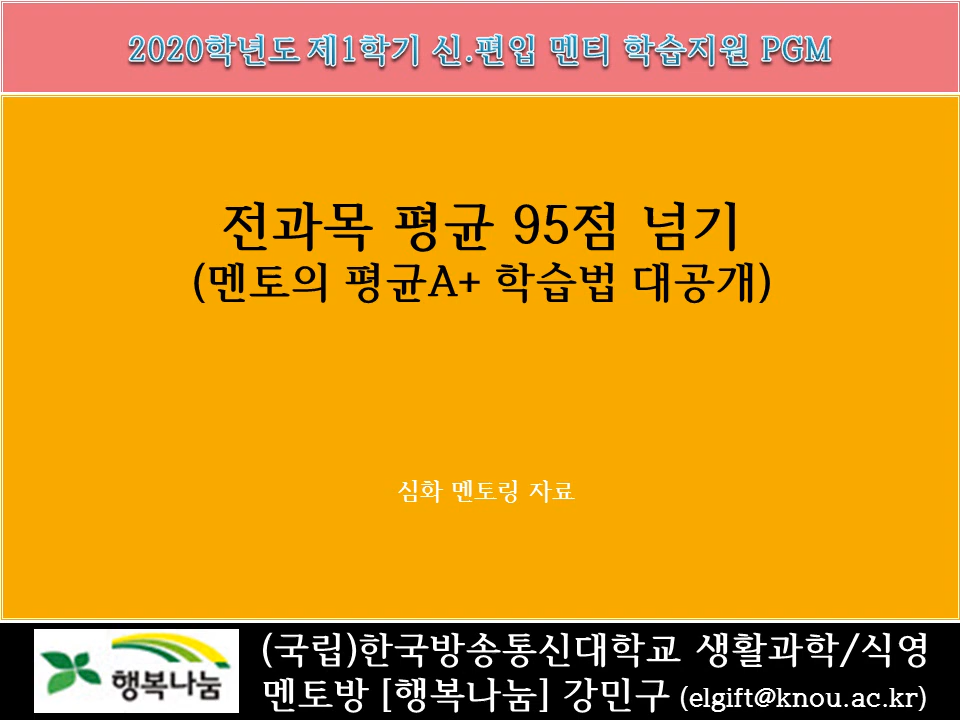 2020학년도 제1학기 신.편입 멘티 학습지원 PGM
전과목 평균 95점 넘기
(멘토의 평균A+ 학습법 대공개)
심화 멘토링 자료
행복나눔
(국립)한국방송통신대학교 생활과학/식영
멘토방 [행복나눔] 강민구 (elgift@knou.ac.kr)